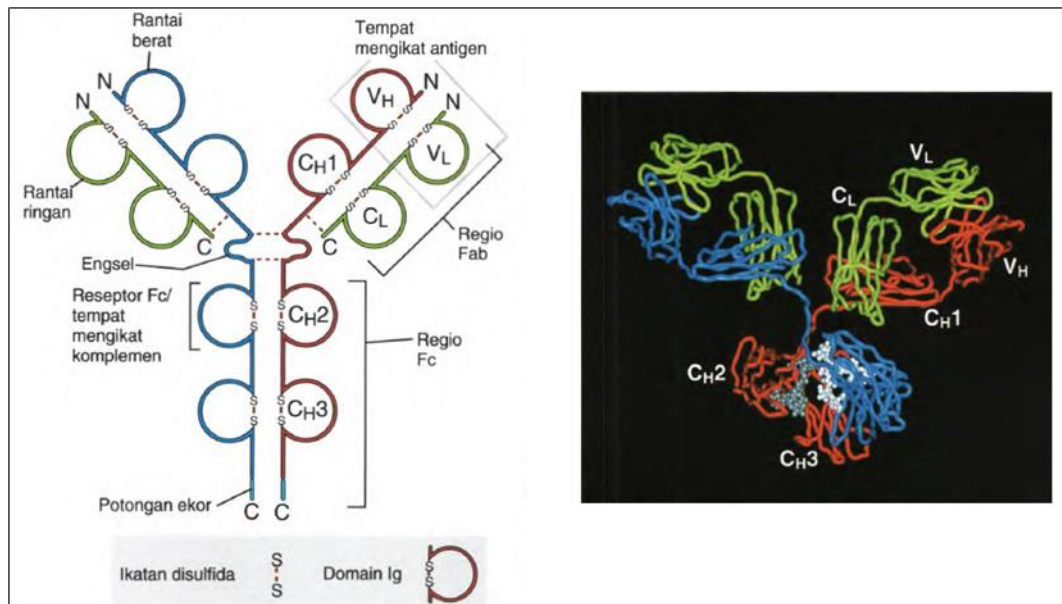 Rantai
berat
Tempat
mengikat antigen
N
N
N
N
VH
VL
CH1
CL
Rantai
ringan
C
C
Regio
Fab
Engsel
Reseptor Fc/
tempat
mengikat
komplemen
CH2
Regio
Fc
CH3
Potongan ekor
C
C
Ikatan disulfida
S
S
Domain Ig
S
S
VL
CL
VH
CH1
CH2
CH3